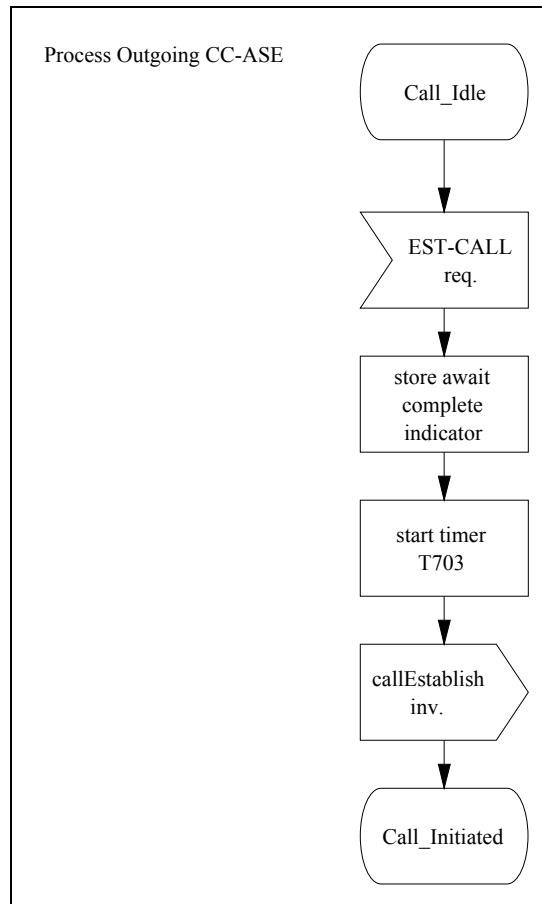 Process Outgoing CC-ASE
Call_Idle
EST-CALL
req.
store await
complete
indicator
start timer
T703
callEstablish
inv.
Call_Initiated